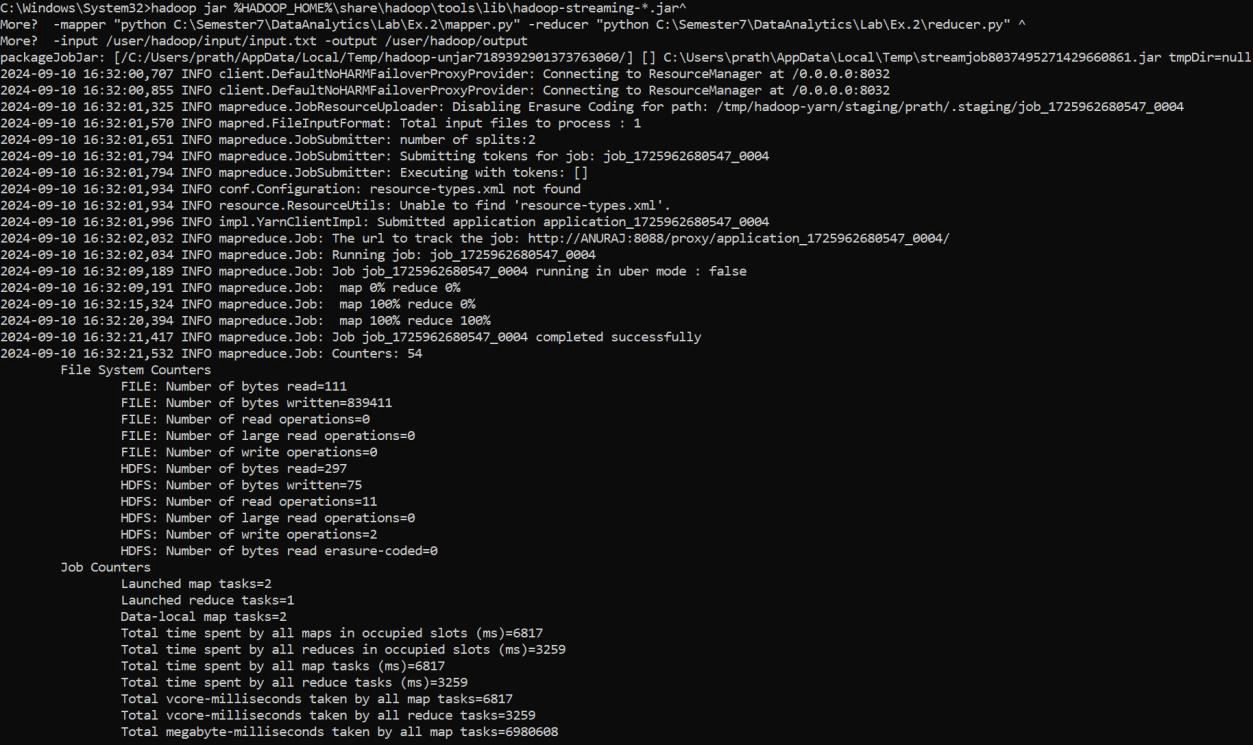 C:\Windows\System32>hadoop jar %HADOOP_HOME%\share\hadoop\tools\lib\hadoop-streaming-*.jar^
More?  -mapper "python C:\Semester7\DataAnalytics\Lab\Ex.2\mapper.py" -reducer "python C:\Semester7\DataAnalytics\Lab\Ex.2\reducer.py" ^
More?  -input /user/hadoop/input/input.txt -output /user/hadoop/output
packageJobJar: [/C:/Users/prath/AppData/Local/Temp/hadoop-unjar7189392901373763060/] [] C:\Users\prath\AppData\Local\Temp\streamjob8037495271429660861.jar tmpDir=null
2024-09-10 16:32:00,707 INFO client.DefaultNoHARMFailoverProxyProvider: Connecting to ResourceManager at /0.0.0.0:8032
2024-09-10 16:32:00,855 INFO client.DefaultNoHARMFailoverProxyProvider: Connecting to ResourceManager at /0.0.0.0:8032
2024-09-10 16:32:01,325 INFO mapreduce.JobResourceUploader: Disabling Erasure Coding for path: /tmp/hadoop-yarn/staging/prath/.staging/job_1725962680547_0004
2024-09-10 16:32:01,570 INFO mapred.FileInputFormat: Total input files to process : 1
2024-09-10 16:32:01,651 INFO mapreduce.JobSubmitter: number of splits:2
2024-09-10 16:32:01,794 INFO mapreduce.JobSubmitter: Submitting tokens for job: job_1725962680547_0004
2024-09-10 16:32:01,794 INFO mapreduce.JobSubmitter: Executing with tokens: []
2024-09-10 16:32:01,934 INFO conf.Configuration: resource-types.xml not found
2024-09-10 16:32:01,934 INFO resource.ResourceUtils: Unable to find 'resource-types.xml'.
2024-09-10 16:32:01,996 INFO impl.YarnClientImpl: Submitted application application_1725962680547_0004
2024-09-10 16:32:02,032 INFO mapreduce.Job: The url to track the job: http://ANURAJ:8088/proxy/application_1725962680547_0004/
2024-09-10 16:32:02,034 INFO mapreduce.Job: Running job: job_1725962680547_0004
2024-09-10 16:32:09,189 INFO mapreduce.Job: Job job_1725962680547_0004 running in uber mode : false
2024-09-10 16:32:09,191 INFO mapreduce.Job:  map 0% reduce 0%
2024-09-10 16:32:15,324 INFO mapreduce.Job:  map 100% reduce 0%
2024-09-10 16:32:20,394 INFO mapreduce.Job:  map 100% reduce 100%
2024-09-10 16:32:21,417 INFO mapreduce.Job: Job job_1725962680547_0004 completed successfully
2024-09-10 16:32:21,532 INFO mapreduce.Job: Counters: 54
File System Counters
FILE: Number of bytes read=111
FILE: Number of bytes written=839411
FILE: Number of read operations=0
FILE: Number of large read operations=0
FILE: Number of write operations=0
HDFS: Number of bytes read=297
HDFS: Number of bytes written=75
HDFS: Number of read operations=11
HDFS: Number of large read operations=0
HDFS: Number of write operations=2
HDFS: Number of bytes read erasure-coded=0
Job Counters
Launched map tasks=2
Launched reduce tasks=1
Data-local map tasks=2
Total time spent by all maps in occupied slots (ms)=6817
Total time spent by all reduces in occupied slots (ms)=3259
Total time spent by all map tasks (ms)=6817
Total time spent by all reduce tasks (ms)=3259
Total vcore-milliseconds taken by all map tasks=6817
Total vcore-milliseconds taken by all reduce tasks=3259
Total megabyte-milliseconds taken by all map tasks=6980608